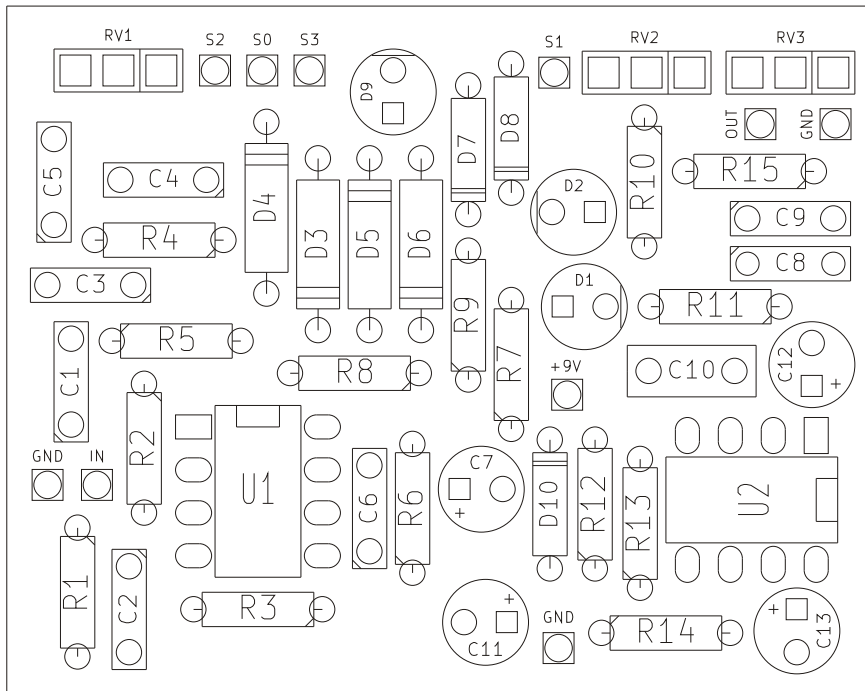 RV1
S2
S0
S3
S1
RV2
RV3
D9
D7
D8
OUT
GND
C5
C4
D4
D2
R10
R15
R4
D3
D5
D6
C9
C8
C3
R9
D1
R11
R5
R7
C12
+
C1
R8
+9V
C10
R2
GND
IN
U1
C6
R6
C7
+
D10
R12
R13
U2
R1
C2
R3
+
C11
GND
R14
+
C13